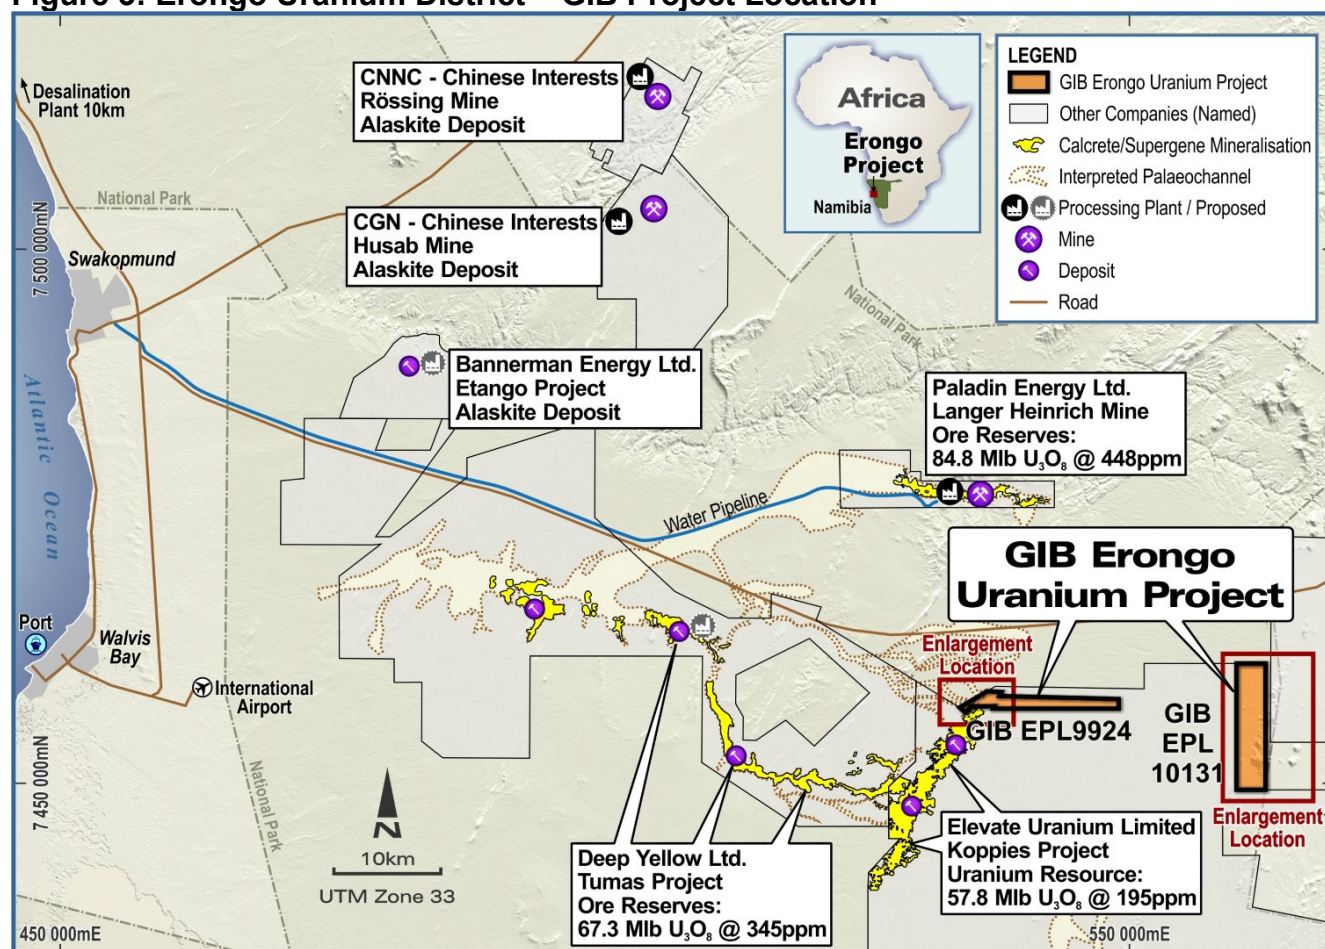 Figure 3: Erongo Uranium District – GIB Project Location
Desalination
Plant 10km
CNNC - Chinese Interests
Rössing Mine
Alaskite Deposit
Africa
Erongo
Project
Namibia
LEGEND
GIB Erongo Uranium Project
Other Companies (Named)
Calcrete/Supergene Mineralisation
Interpreted Palaeochannel
Processing Plant / Proposed
Mine
Deposit
Road
National Park
CGN - Chinese Interests
Husab Mine
Alaskite Deposit
7 500 000mN
Swakopmund
National Park
Bannerman Energy Ltd.
Etango Project
Alaskite Deposit
Paladin Energy Ltd.
Langer Heinrich Mine
Ore Reserves:
84.8 Mlb U₃O₈ @ 448ppm
Atlantic Ocean
Water Pipeline
GIB Erongo
Uranium Project
Port
Walvis
Bay
International
Airport
Enlargement
Location
GIB EPL9924
GIB
EPL
10131
Enlargement
Location
7 450 000mN
National Park
N
10km
UTM Zone 33
Deep Yellow Ltd.
Tumas Project
Ore Reserves:
67.3 Mlb U₃O₈ @ 345ppm
Elevate Uranium Limited
Koppies Project
Uranium Resource:
57.8 Mlb U₃O₈ @ 195ppm
450 000mE
550 000mE